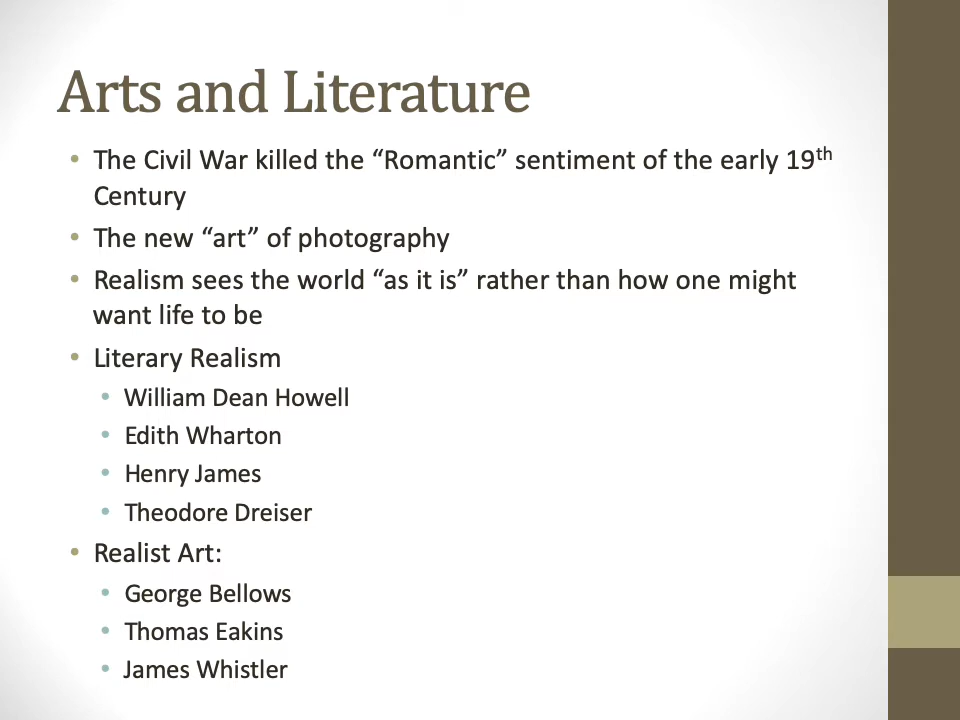 Arts and Literature
• The Civil War killed the “Romantic” sentiment of the early 19th
Century
• The new “art” of photography
• Realism sees the world “as it is” rather than how one might
want life to be
• Literary Realism
• William Dean Howell
• Edith Wharton
• Henry James
• Theodore Dreiser
• Realist Art:
• George Bellows
• Thomas Eakins
• James Whistler